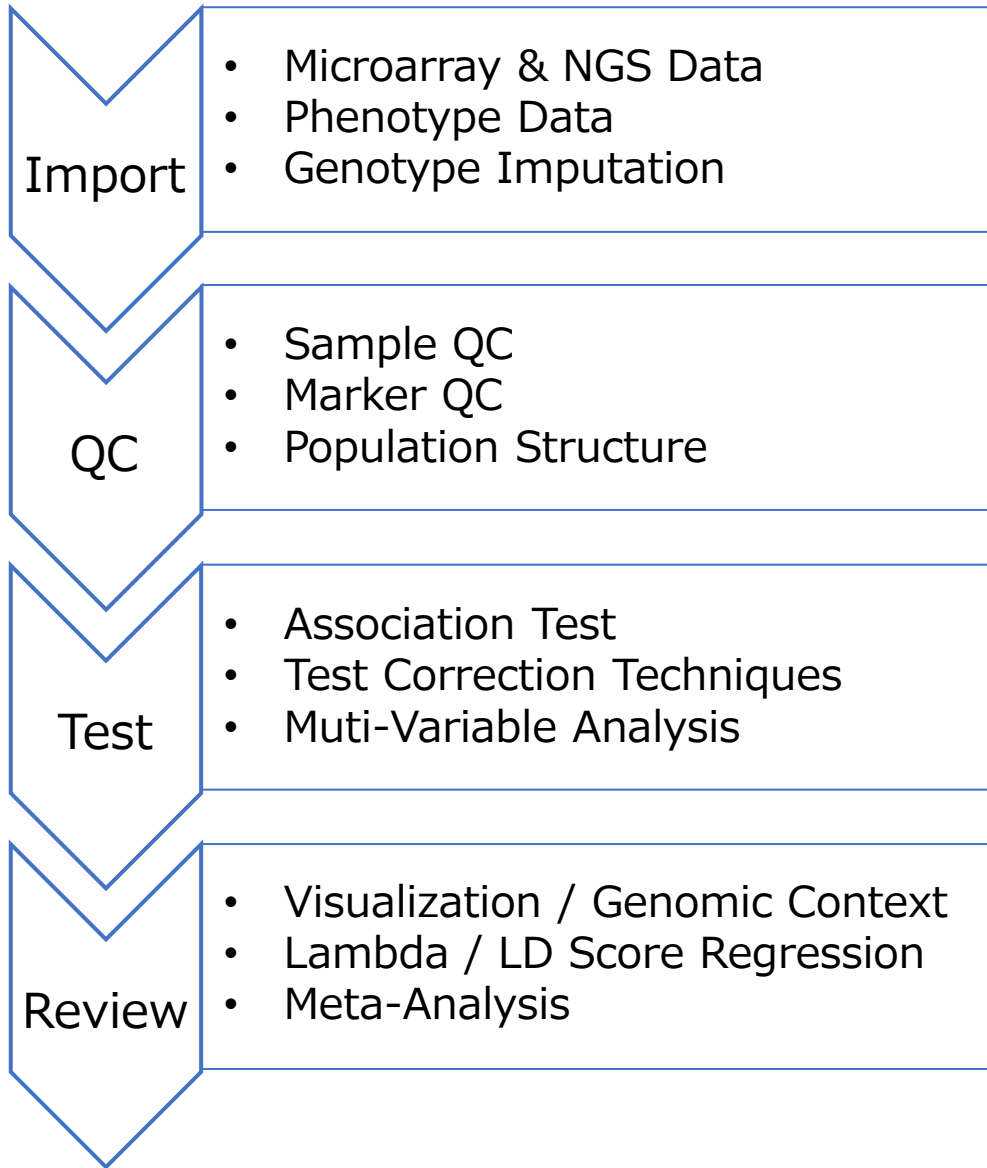 Import
• Microarray & NGS Data
• Phenotype Data
• Genotype Imputation
QC
• Sample QC
• Marker QC
• Population Structure
Test
• Association Test
• Test Correction Techniques
• Muti-Variable Analysis
Review
• Visualization / Genomic Context
• Lambda / LD Score Regression
• Meta-Analysis